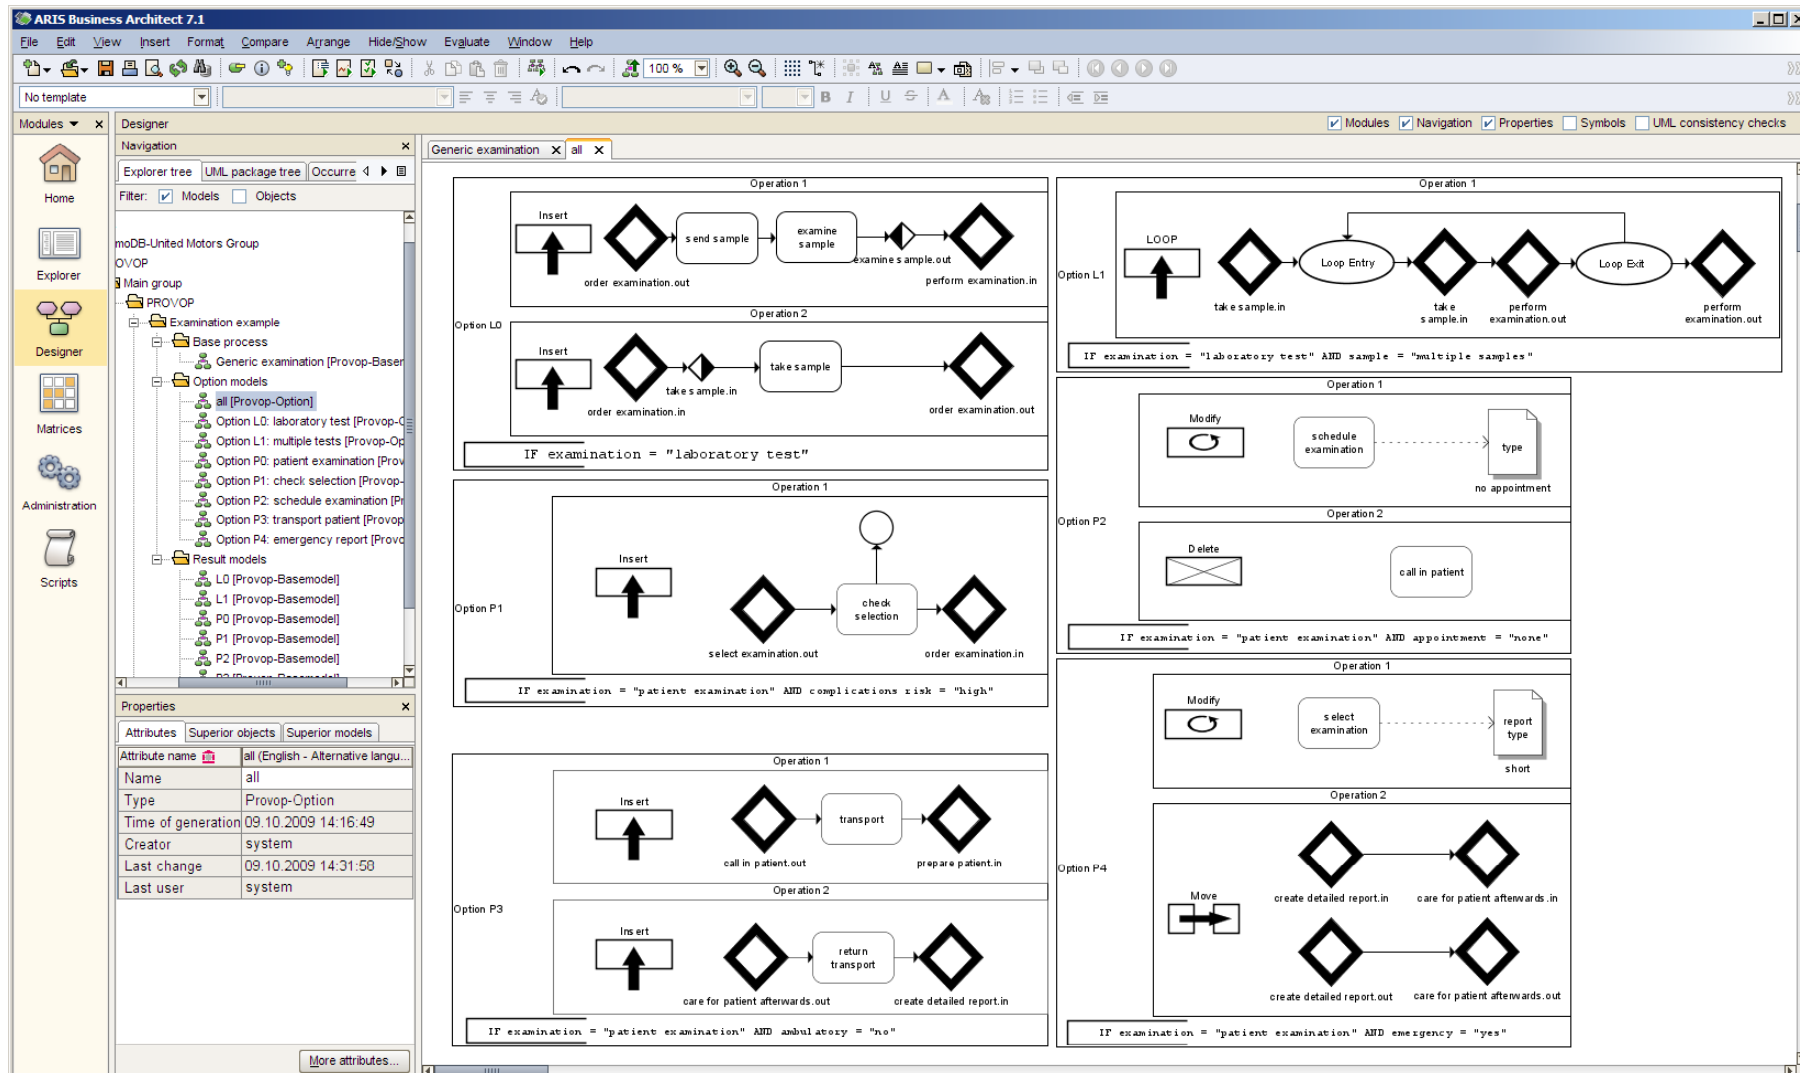 ARIS Business Architect 7.1
File Edit View Insert Format Compare Arrange Hide/Show Evaluate Window Help
100 %
No template
B I U S A
Modules × Designer
Modules Navigation Properties Symbols UML consistency checks
Home
Explorer
Designer
Matrices
Administration
Scripts
Navigation ×
Explorer tree UML package tree Occurre
Filter: Models Objects
moDB-United Motors Group
OVOP
Main group
PROVOP
Examination example
Base process
Generic examination [Provop-Baser
Option models
all [Provop-Option]
Option L0: laboratory test [Provop-O
Option L1: multiple tests [Provop-Op
Option P0: patient examination [Prov
Option P1: check selection [Provop-
Option P2: schedule examination [Pr
Option P3: transport patient [Provop
Option P4: emergency report [Provo
Result models
L0 [Provop-Basemodel]
L1 [Provop-Basemodel]
P0 [Provop-Basemodel]
P1 [Provop-Basemodel]
P2 [Provop-Basemodel]
Properties ×
Attributes Superior objects Superior models
Attribute name all (English - Alternative langu...
Name all
Type Provop-Option
Time of generation 09.10.2009 14:16:49
Creator system
Last change 09.10.2009 14:31:58
Last user system
More attributes...
Generic examination × all ×
Option L0
Operation 1
Insert
order examination.out
send sample
examine
sample
examine sample.out
perform examination.in
Operation 2
Insert
order examination.in
take sample.in
take sample
order examination.out
IF examination = "laboratory test"
Option P1
Operation 1
Insert
select examination.out
check
selection
order examination.in
IF examination = "patient examination" AND complications risk = "high"
Option P3
Operation 1
Insert
call in patient.out
transport
prepare patient.in
Operation 2
Insert
care for patient afterwards.out
return
transport
create detailed report.in
IF examination = "patient examination" AND ambulatory = "no"
Option L1
Operation 1
LOOP
take sample.in
Loop Entry
take
sample.in
perform
examination.out
Loop Exit
perform
examination.out
IF examination = "laboratory test" AND sample = "multiple samples"
Option P2
Operation 1
Modify
schedule
examination
type
no appointment
Operation 2
Delete
call in patient
IF examination = "patient examination" AND appointment = "none"
Option P4
Operation 1
Modify
select
examination
report
type
short
Operation 2
Move
create detailed report.in
care for patient afterwards.in
create detailed report.out
care for patient afterwards.out
IF examination = "patient examination" AND emergency = "yes"